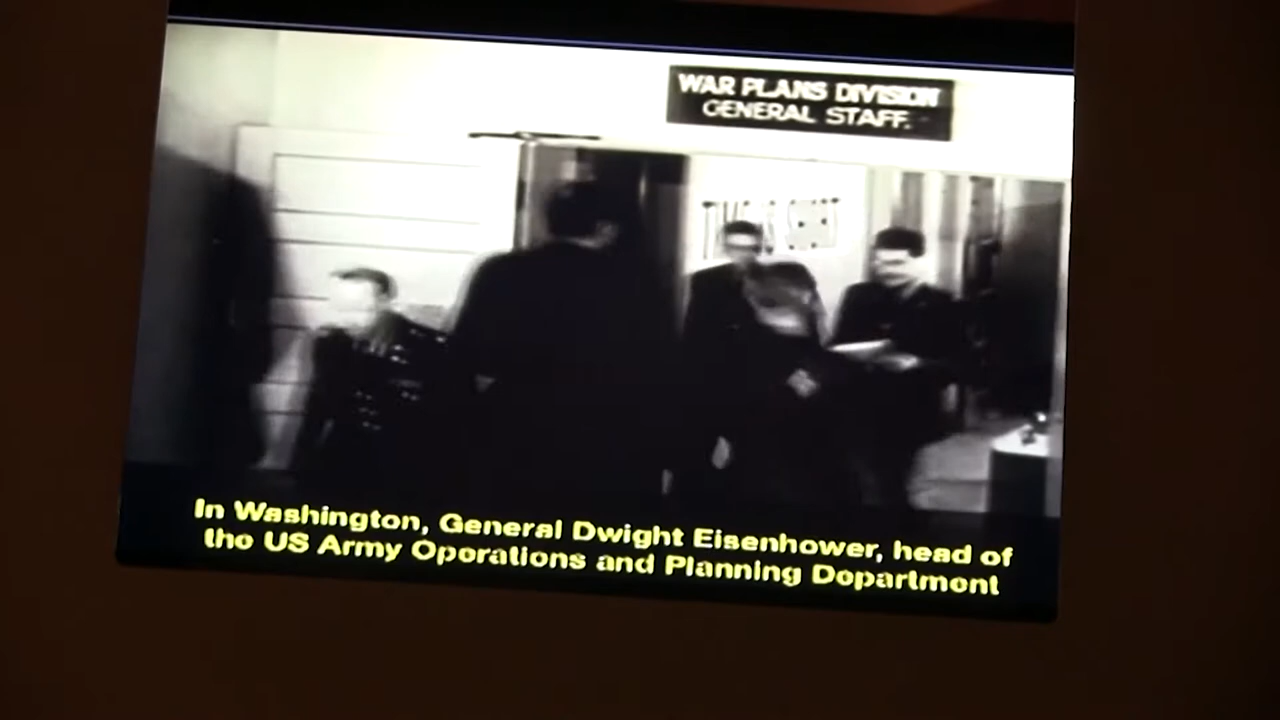 WAR PLANS DIVISION
GENERAL STAFF.
In Washington, General Dwight Eisenhower, head of
the US Army Operations and Planning Department